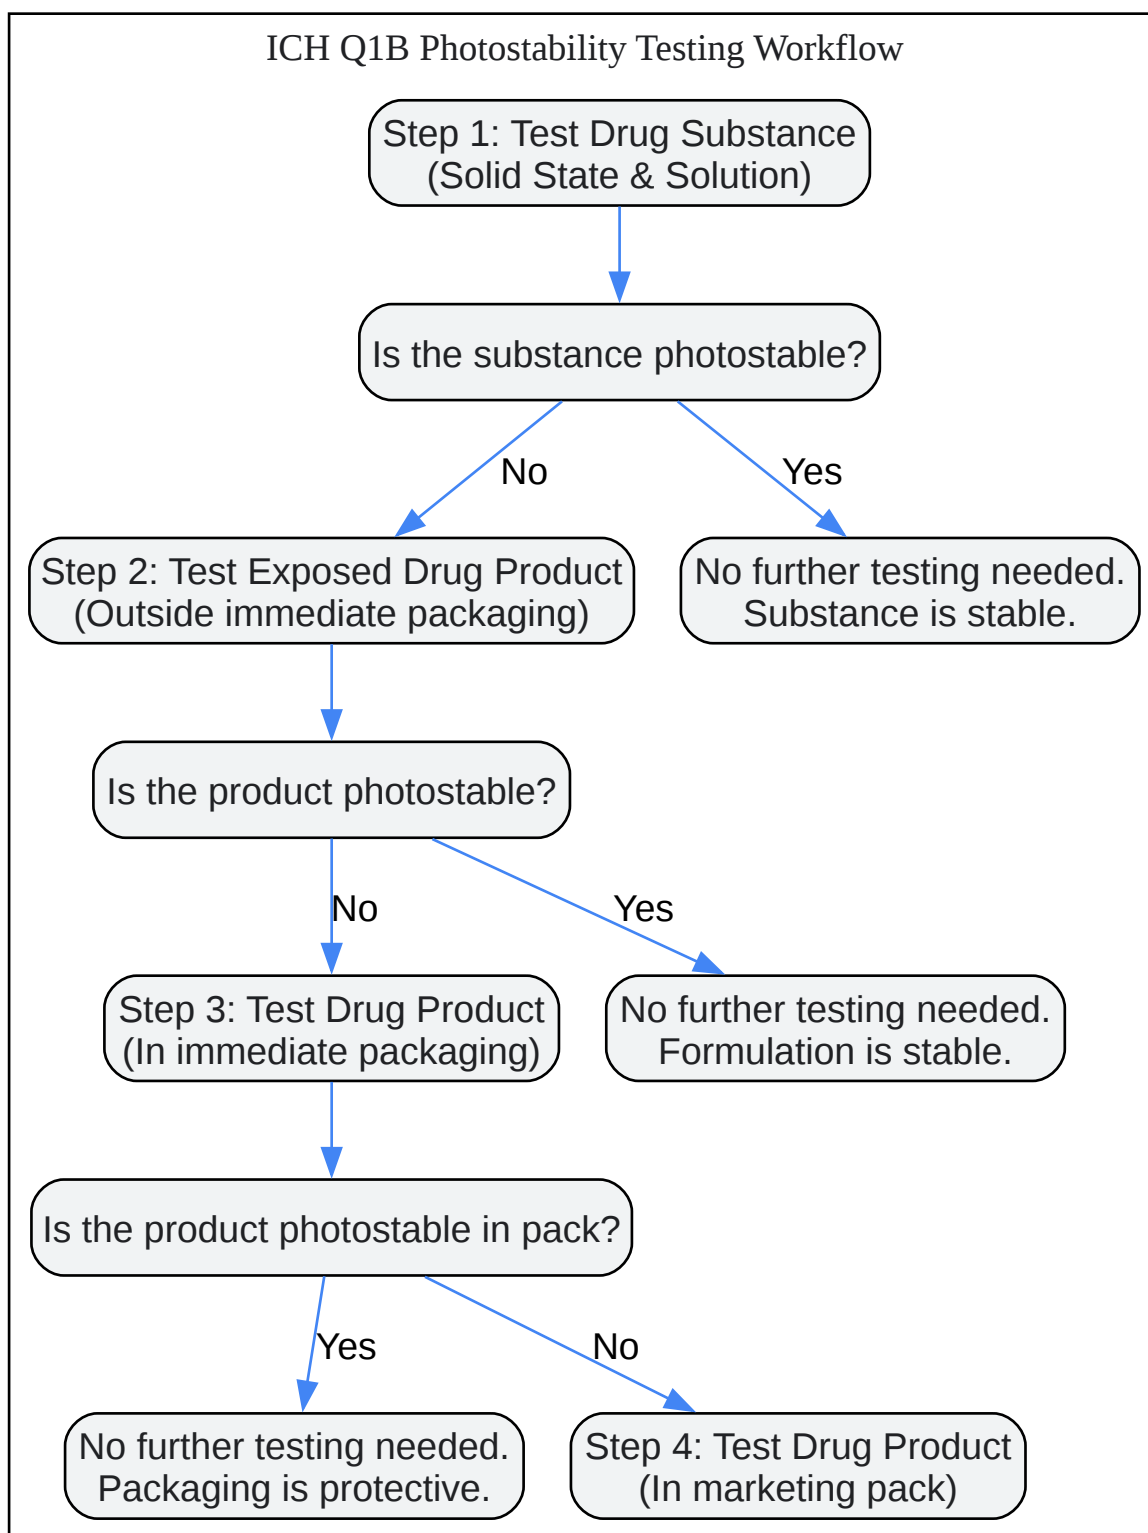 ICH Q1B Photostability Testing Workflow
Step 1: Test Drug Substance
(Solid State & Solution)
Is the substance photostable?
No
Yes
Step 2: Test Exposed Drug Product
(Outside immediate packaging)
No further testing needed.
Substance is stable.
Is the product photostable?
No
Yes
Step 3: Test Drug Product
(In immediate packaging)
No further testing needed.
Formulation is stable.
Is the product photostable in pack?
Yes
No
No further testing needed.
Packaging is protective.
Step 4: Test Drug Product
(In marketing pack)